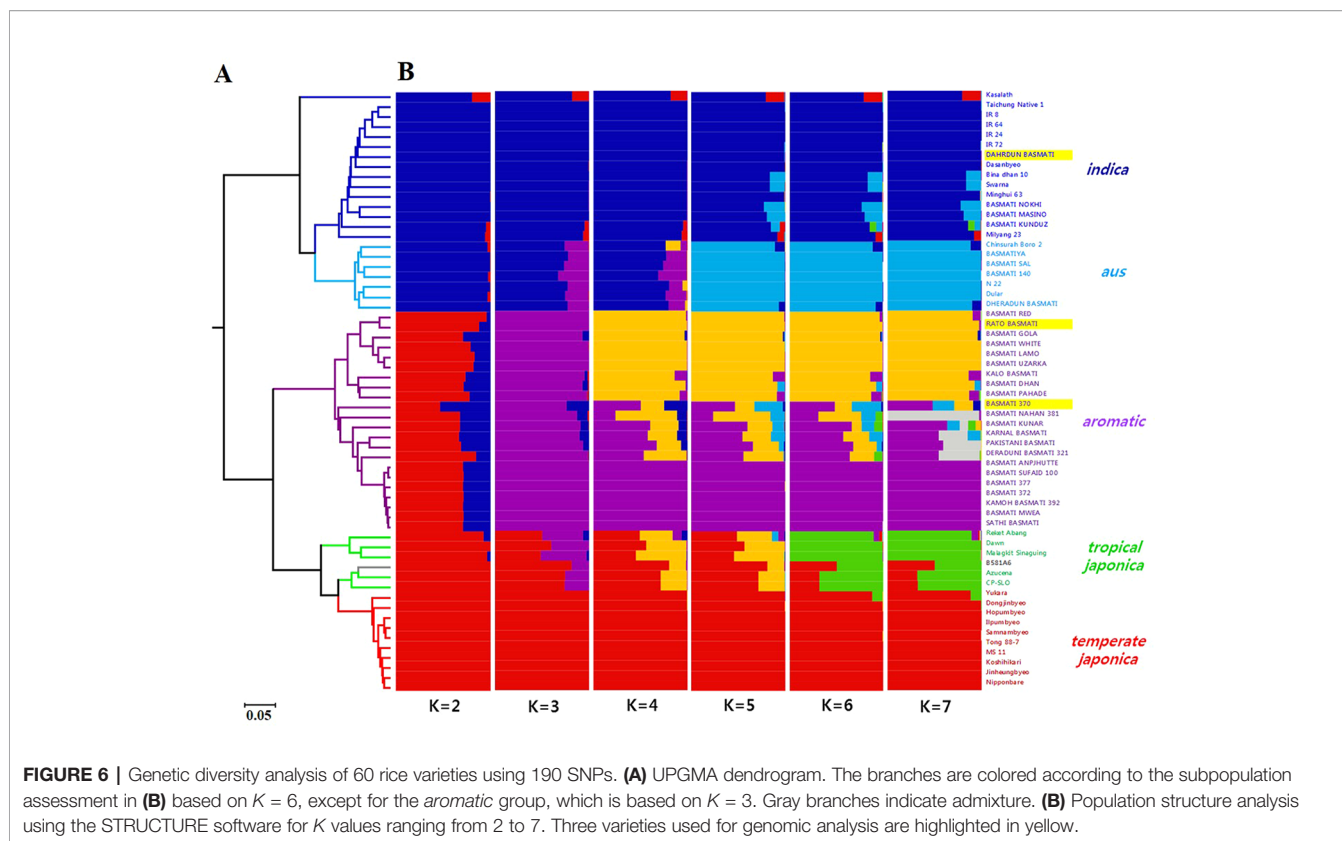 A
B
Kasalath
Taichung Native 1
IR 8
IR 64
IR 24
IR 72
DAHRDUN BASMATI
Dasanbyeo
Bina dhan 10
Swarna
Minghui 63
BASMATI NOKHI
BASMATI MASINO
BASMATI KUNDUZ
Milyang 23
Chinsurah Boro 2
BASMATIYA
BASMATI SAL
BASMATI 140
N 22
Dular
DHERADUN BASMATI
BASMATI RED
RATO BASMATI
BASMATI GOLA
BASMATI WHITE
BASMATI LAMO
BASMATI UZARKA
KALO BASMATI
BASMATI DHAN
BASMATI PAHADE
BASMATI 370
BASMATI NAHAN 381
BASMATI KUNAR
KARNAL BASMATI
PAKISTANI BASMATI
DERADUNI BASMATI 321
BASMATI ANPJHUTTE
BASMATI SUFAID 100
BASMATI 377
BASMATI 372
KAMOH BASMATI 392
BASMATI MWEA
SATHI BASMATI
Reket Abang
Dawn
Malagkit Sinaguing
BS81A6
Azucena
CP-SLO
Yukara
Dongjinbyeo
Hopumbyeo
Ilpumbyeo
Samnambyeo
Tong 88-7
MS 11
Koshihikari
Jinheungbyeo
Nipponbare
indica
aus
aromatic
tropical
japonica
temperate
japonica
0.05
K=2 K=3 K=4 K=5 K=6 K=7
FIGURE 6 | Genetic diversity analysis of 60 rice varieties using 190 SNPs. (A) UPGMA dendrogram. The branches are colored according to the subpopulation
assessment in (B) based on K = 6, except for the aromatic group, which is based on K = 3. Gray branches indicate admixture. (B) Population structure analysis
using the STRUCTURE software for K values ranging from 2 to 7. Three varieties used for genomic analysis are highlighted in yellow.